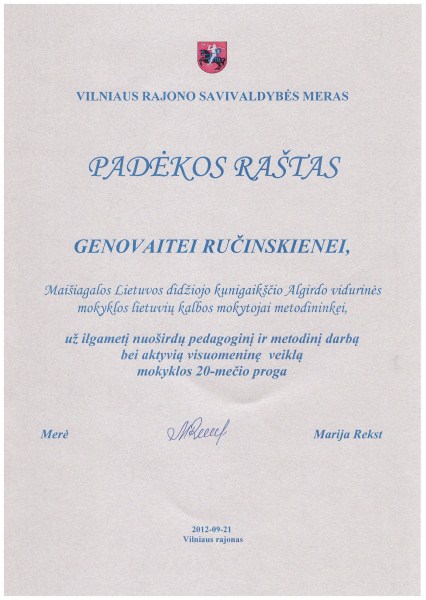 VILNIAUS RAJONO SAVIVALDYBĖS MERAS
PADĖKOS RAŠTAS
GENOVAITEI RUČINSKIENEI,
Maišiagalos Lietuvos didžiojo kunigaikščio Algirdo vidurinės
mokyklos lietuvių kalbos mokytojai metodininkei,
už ilgametį nuoširdų pedagoginį ir metodinį darbą
bei aktyvią visuomeninę veiklą
mokyklos 20-mečio proga
Merė Marija Rekst
2012-09-21
Vilniaus rajonas